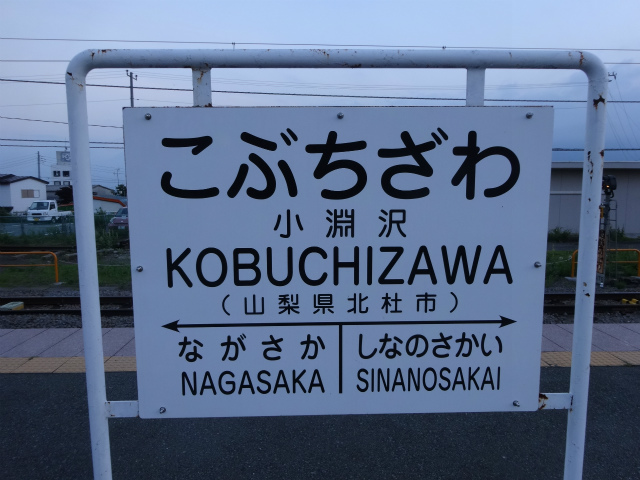 こぶちざわ
小淵沢
KOBUCHIZAWA
(山梨県北杜市)
ながさか しなのさかい
NAGASAKA SINANOSAKAI